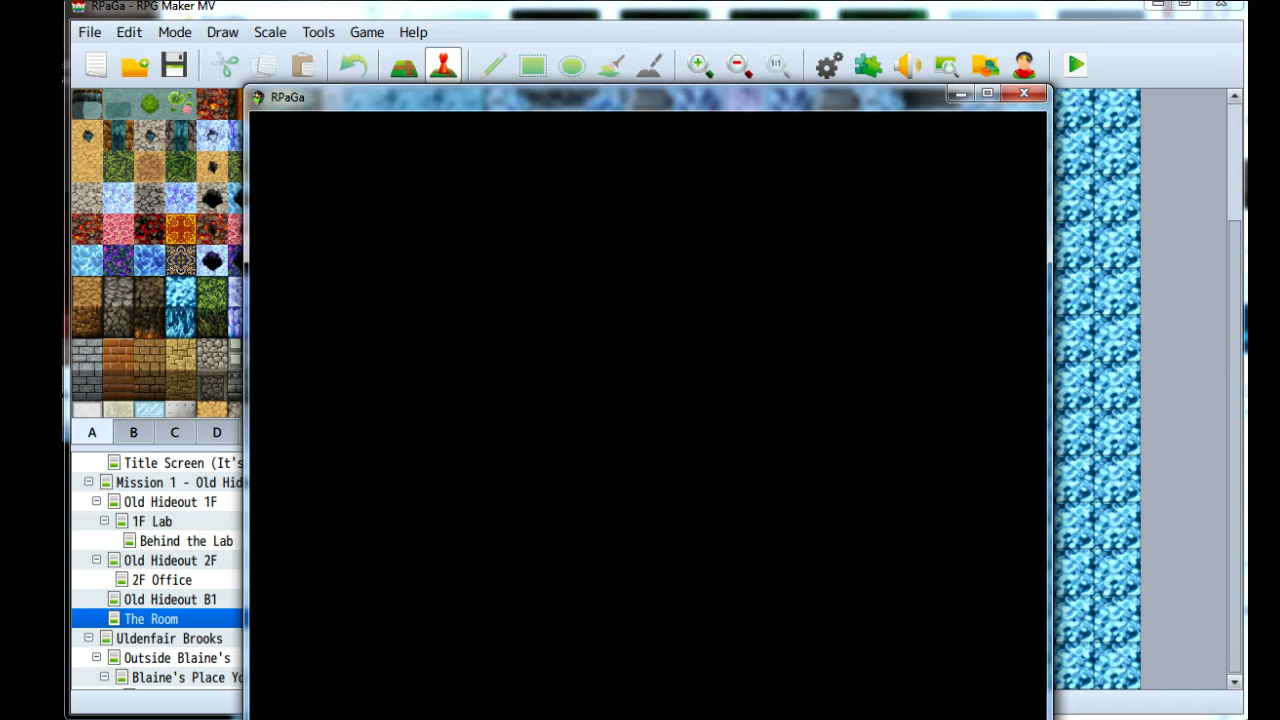 RPaGa - RPG Maker MV
File Edit Mode Draw Scale Tools Game Help
1:1
RPaGa
A B C D
Title Screen (It's
Mission 1 - Old Hid
Old Hideout 1F
1F Lab
Behind the Lab
Old Hideout 2F
2F Office
Old Hideout B1
The Room
Uldenfair Brooks
Outside Blaine's
Blaine's Place Yo